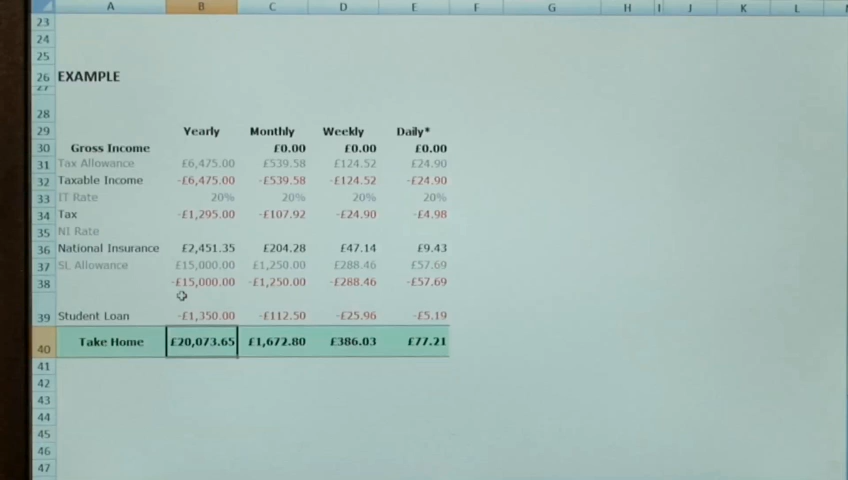 A B C D E F G H I J K L
23
24
25
26 EXAMPLE
27
28
29 Yearly Monthly Weekly Daily*
30 Gross Income £0.00 £0.00 £0.00
31 Tax Allowance £6,475.00 £539.58 £124.52 £24.90
32 Taxable Income -£6,475.00 -£539.58 -£124.52 -£24.90
33 IT Rate 20% 20% 20% 20%
34 Tax -£1,295.00 -£107.92 -£24.90 -£4.98
35 NI Rate
36 National Insurance £2,451.35 £204.28 £47.14 £9.43
37 SL Allowance £15,000.00 £1,250.00 £288.46 £57.69
38 -£15,000.00 -£1,250.00 -£288.46 -£57.69
39 Student Loan -£1,350.00 -£112.50 -£25.96 -£5.19
40 Take Home £20,073.65 £1,672.80 £386.03 £77.21
41
42
43
44
45
46
47